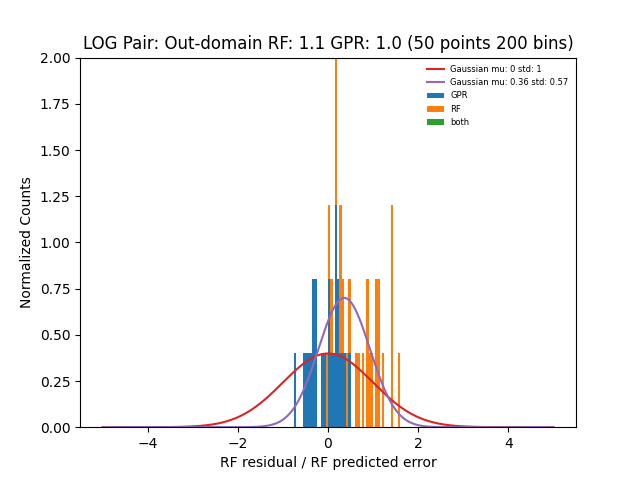 LOG Pair: Out-domain RF: 1.1 GPR: 1.0 (50 points 200 bins)
Gaussian mu: 0 std: 1
Gaussian mu: 0.36 std: 0.57
GPR
RF
both
Normalized Counts
2.00
1.75
1.50
1.25
1.00
0.75
0.50
0.25
0.00
−4
−2
0
2
4
RF residual / RF predicted error